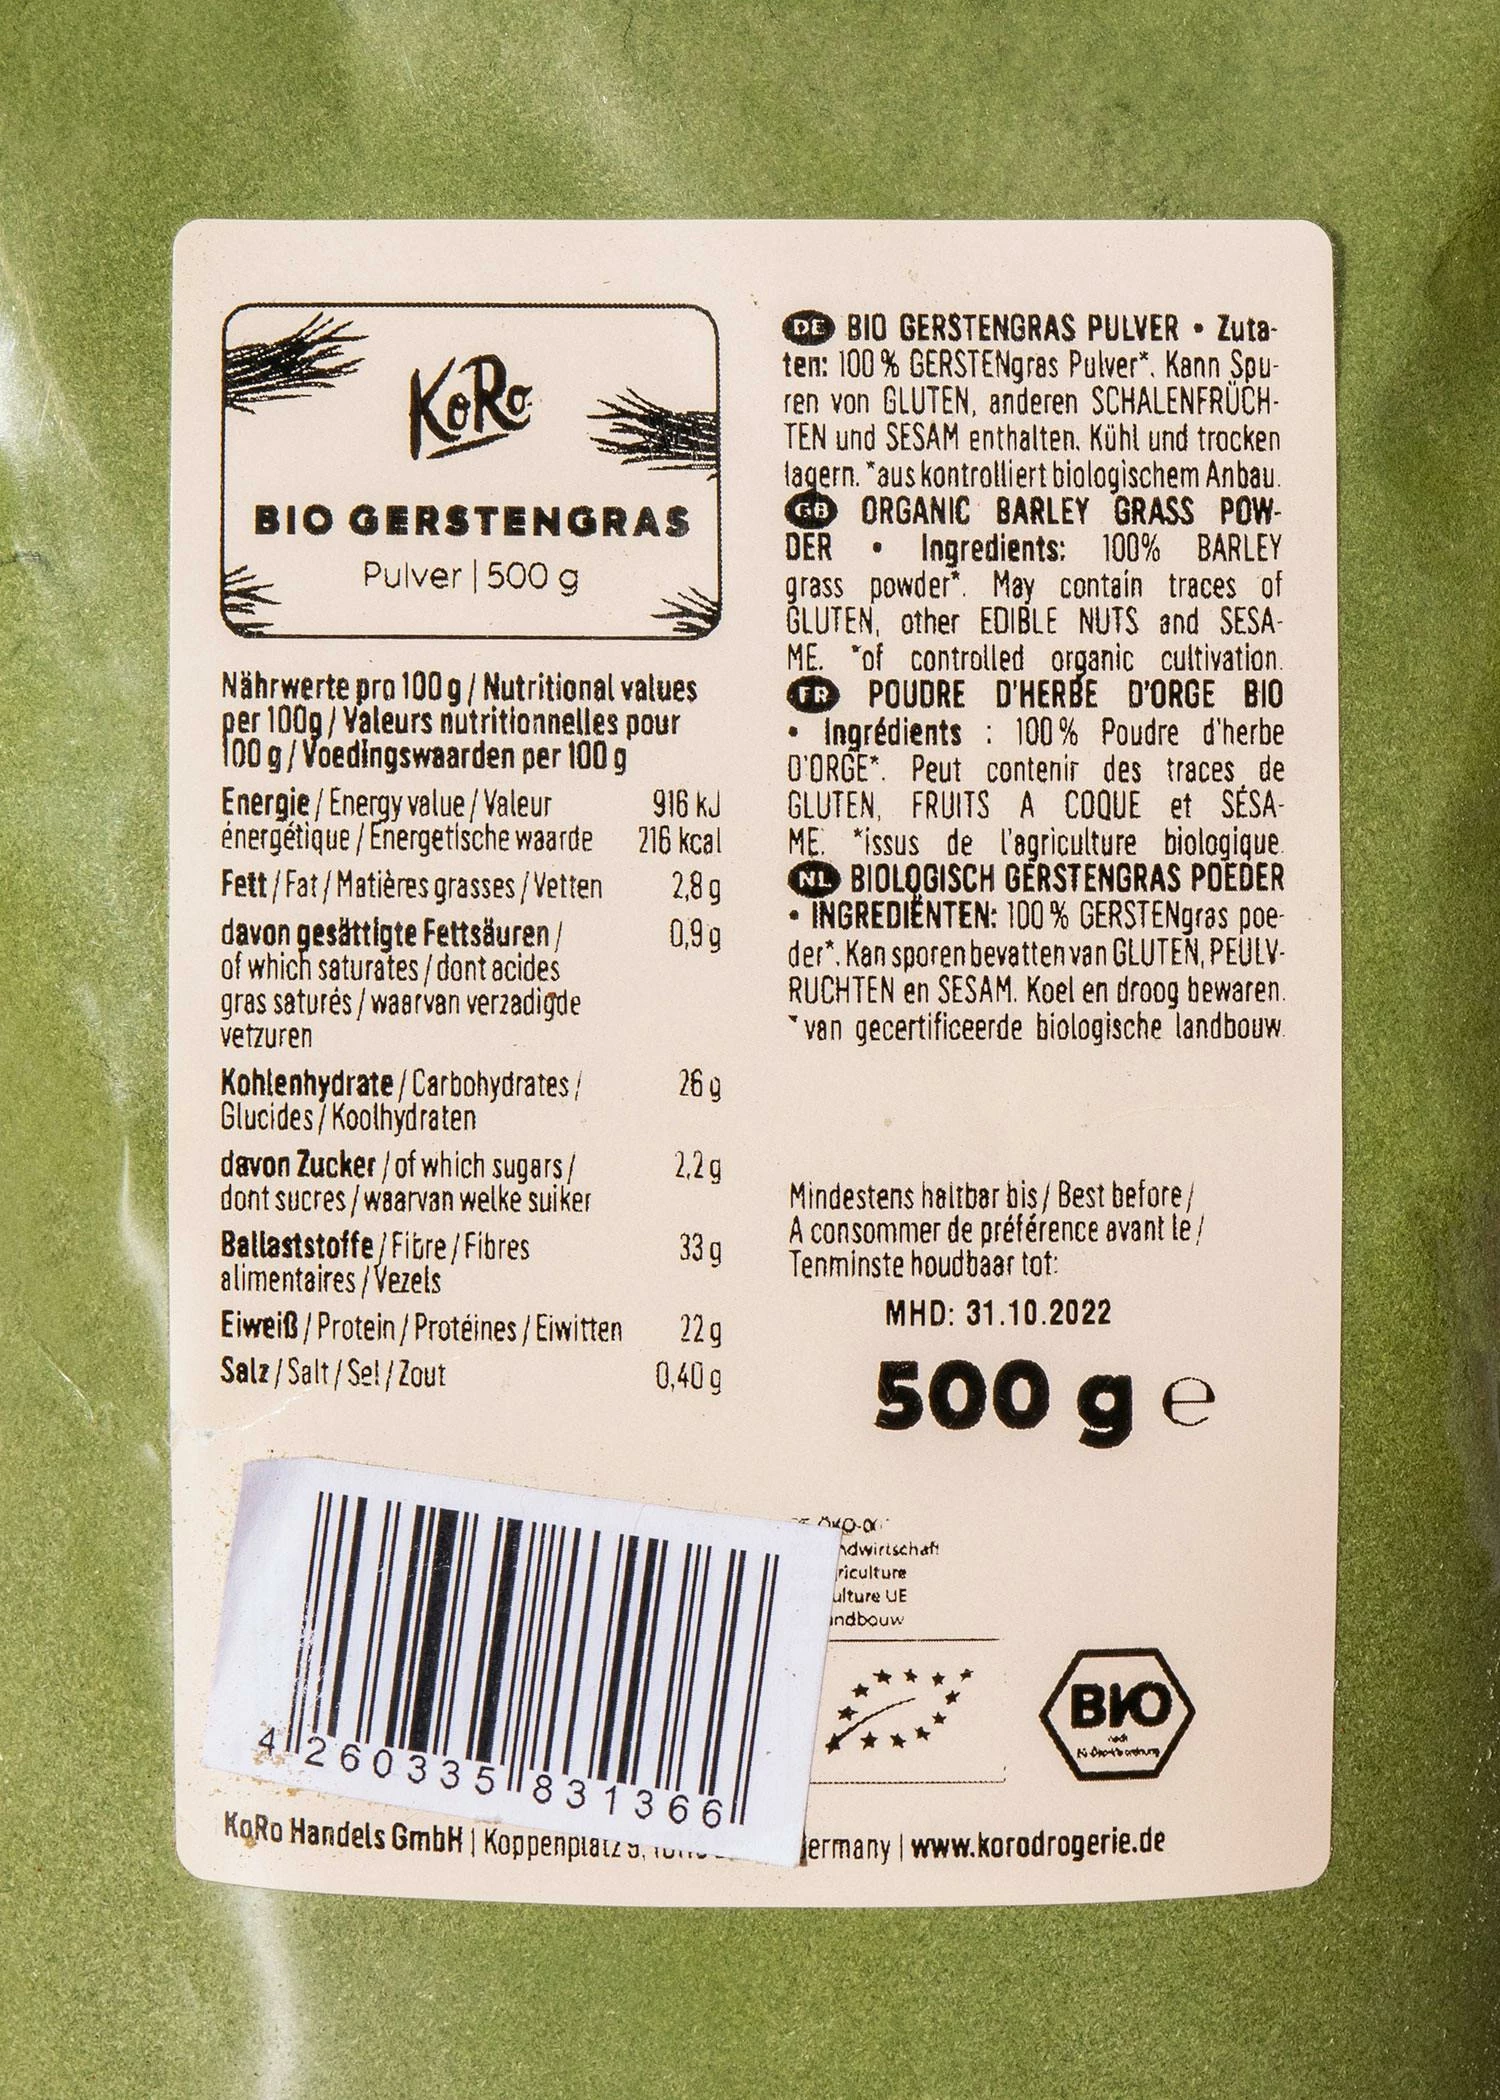 KoRo
BIO GERSTENGRAS
Pulver | 500 g
Nährwerte pro 100 g / Nutritional values
per 100g / Valeurs nutritionnelles pour
100 g / Voedingswaarden per 100 g
Energie / Energy value / Valeur 916 kJ
énergétique / Energetische waarde 216 kcal
Fett / Fat / Matières grasses / Vetten 2,8 g
davon gesättigte Fettsäuren / 0,9 g
of which saturates / dont acides
gras saturés / waarvan verzadigde
vetzuren
Kohlenhydrate / Carbohydrates / 26 g
Glucides / Koolhydraten
davon Zucker / of which sugars / 2,2 g
dont sucres / waarvan welke suiker
Ballaststoffe / Fibre / Fibres 33 g
alimentaires / Vezels
Eiweiß / Protein / Protéines / Eiwitten 22 g
Salz / Salt / Sel / Zout 0,40 g
DE BIO GERSTENGRAS PULVER • Zuta-
ten: 100 % GERSTENgras Pulver*. Kann Spu-
ren von GLUTEN, anderen SCHALENFRÜCH-
TEN und SESAM enthalten. Kühl und trocken
lagern. *aus kontrolliert biologischem Anbau.
GB ORGANIC BARLEY GRASS POW-
DER • Ingredients: 100% BARLEY
grass powder*. May contain traces of
GLUTEN, other EDIBLE NUTS and SESA-
ME. *of controlled organic cultivation.
FR POUDRE D'HERBE D'ORGE BIO
• Ingrédients : 100 % Poudre d'herbe
D'ORGE*. Peut contenir des traces de
GLUTEN, FRUITS A COQUE et SÉSA-
ME. *issus de l'agriculture biologique.
NL BIOLOGISCH GERSTENGRAS POEDER
• INGREDIËNTEN: 100 % GERSTENgras poe-
der*. Kan sporen bevatten van GLUTEN, PEULV-
RUCHTEN en SESAM. Koel en droog bewaren.
*van gecertificeerde biologische landbouw.
Mindestens haltbar bis / Best before /
A consommer de préférence avant le /
Tenminste houdbaar tot:
MHD: 31.10.2022
500 g e
ÖKO-00
ndwirtschaft
riculture
ulture UE
ndbouw
BIO
nach
4 260335 831366
KoRo Handels GmbH | Koppenplatz 9, ermany | www.korodrogerie.de